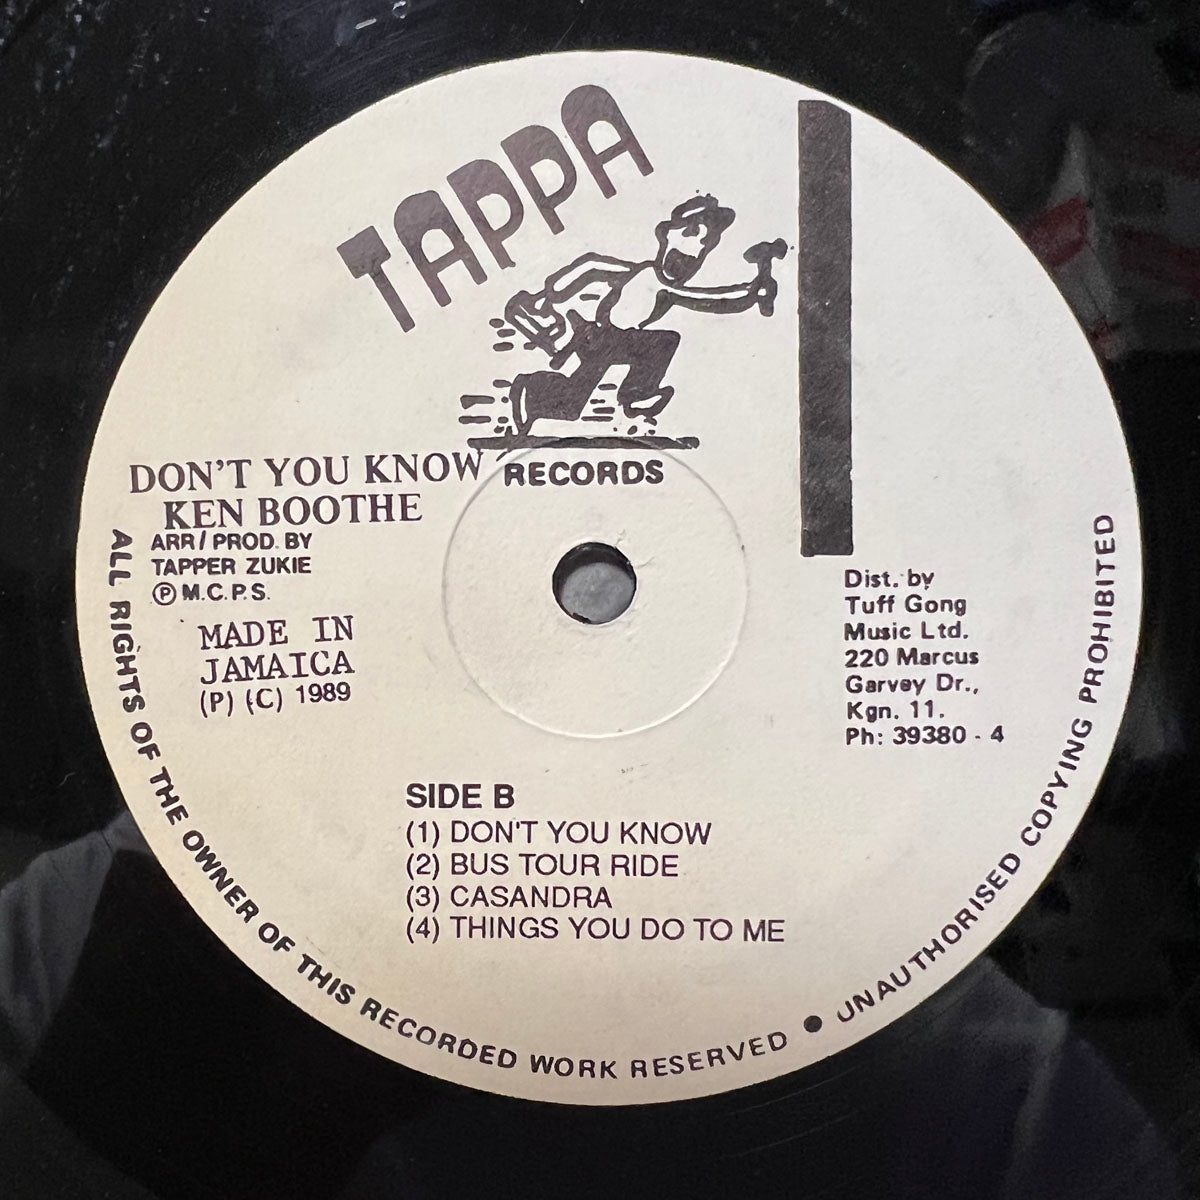 TAPPA
RECORDS
DON'T YOU KNOW
KEN BOOTHE
ARR/PROD. BY
TAPPER ZUKIE
Ⓟ M.C.P.S.
MADE IN
JAMAICA
(P) (C) 1989
Dist. by
Tuff Gong
Music Ltd.
220 Marcus
Garvey Dr.,
Kgn. 11.
Ph: 39380 - 4
SIDE B
(1) DON'T YOU KNOW
(2) BUS TOUR RIDE
(3) CASANDRA
(4) THINGS YOU DO TO ME
ALL RIGHTS OF THE OWNER OF THIS RECORDED WORK RESERVED ● UNAUTHORISED COPYING PROHIBITED